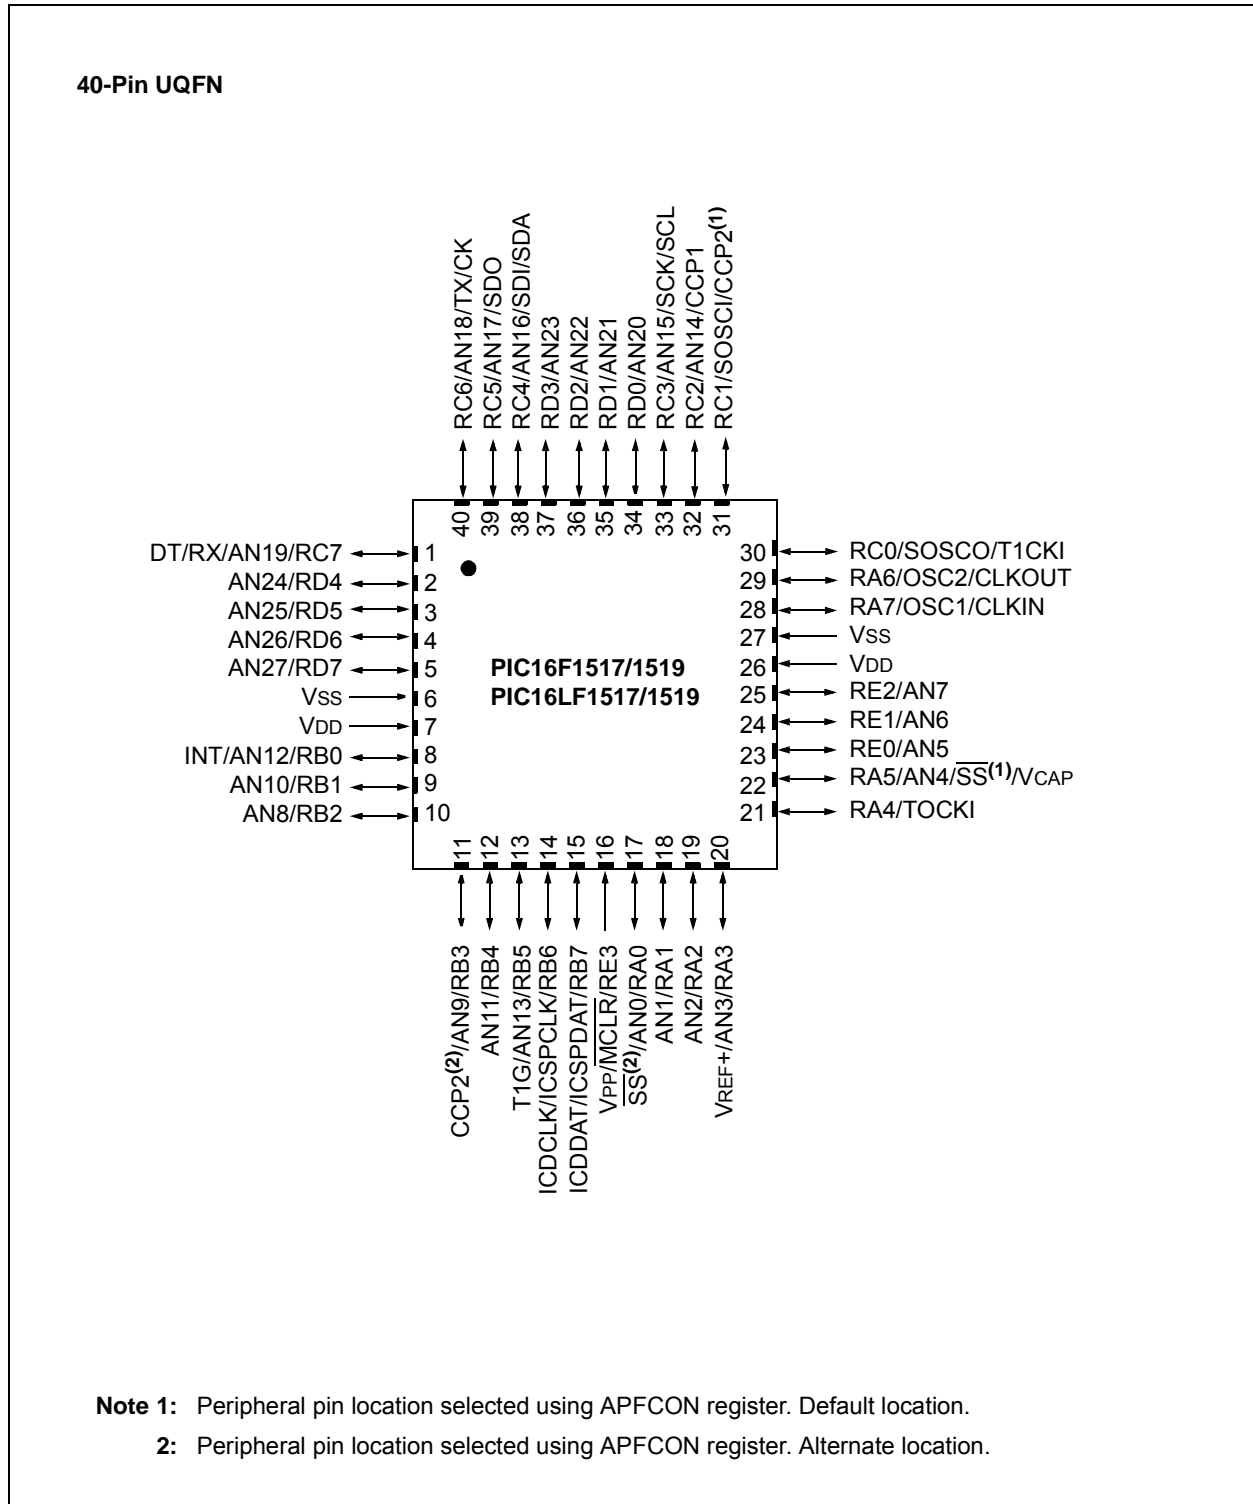 40-Pin UQFN
RC6/AN18/TX/CK
RC5/AN17/SDO
RC4/AN16/SDI/SDA
RD3/AN23
RD2/AN22
RD1/AN21
RD0/AN20
RC3/AN15/SCK/SCL
RC2/AN14/CCP1
RC1/SOSCI/CCP2(1)
40
39
38
37
36
35
34
33
32
31
DT/RX/AN19/RC7 1
AN24/RD4 2
AN25/RD5 3
AN26/RD6 4
AN27/RD7 5
VSS 6
VDD 7
INT/AN12/RB0 8
AN10/RB1 9
AN8/RB2 10
PIC16F1517/1519
PIC16LF1517/1519
30 RC0/SOSCO/T1CKI
29 RA6/OSC2/CLKOUT
28 RA7/OSC1/CLKIN
27 VSS
26 VDD
25 RE2/AN7
24 RE1/AN6
23 RE0/AN5
22 RA5/AN4/SS(1)/VCAP
21 RA4/TOCKI
11
12
13
14
15
16
17
18
19
20
CCP2(2)/AN9/RB3
AN11/RB4
T1G/AN13/RB5
ICDCLK/ICSPCLK/RB6
ICDDAT/ICSPDAT/RB7
VPP/MCLR/RE3
SS(2)/AN0/RA0
AN1/RA1
AN2/RA2
VREF+/AN3/RA3
Note 1: Peripheral pin location selected using APFCON register. Default location.
2: Peripheral pin location selected using APFCON register. Alternate location.